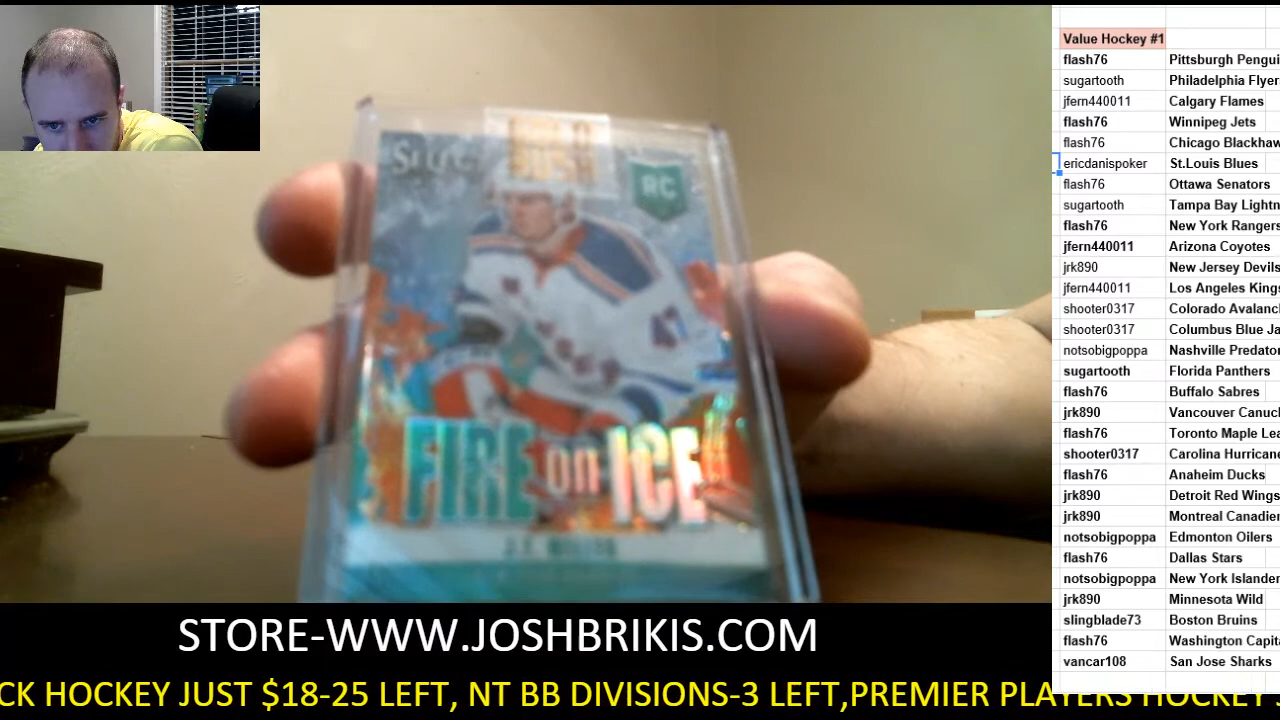 Value Hockey #1
flash76 Pittsburgh Pengui
sugartooth Philadelphia Flyer
jfern440011 Calgary Flames
flash76 Winnipeg Jets
flash76 Chicago Blackhaw
ericdanispoker St.Louis Blues
flash76 Ottawa Senators
sugartooth Tampa Bay Lightn
flash76 New York Rangers
jfern440011 Arizona Coyotes
jrk890 New Jersey Devils
jfern440011 Los Angeles Kings
shooter0317 Colorado Avalanc
shooter0317 Columbus Blue Ja
notsobigpoppa Nashville Predator
sugartooth Florida Panthers
flash76 Buffalo Sabres
jrk890 Vancouver Canuc
flash76 Toronto Maple Lea
shooter0317 Carolina Hurricane
flash76 Anaheim Ducks
jrk890 Detroit Red Wings
jrk890 Montreal Canadien
notsobigpoppa Edmonton Oilers
flash76 Dallas Stars
notsobigpoppa New York Islander
jrk890 Minnesota Wild
slingblade73 Boston Bruins
flash76 Washington Capita
vancar108 San Jose Sharks
RC
FIRE on ICE
J.T. MILLER
STORE-WWW.JOSHBRIKIS.COM
CK HOCKEY JUST $18-25 LEFT, NT BB DIVISIONS-3 LEFT,PREMIER PLAYERS HOCKEY